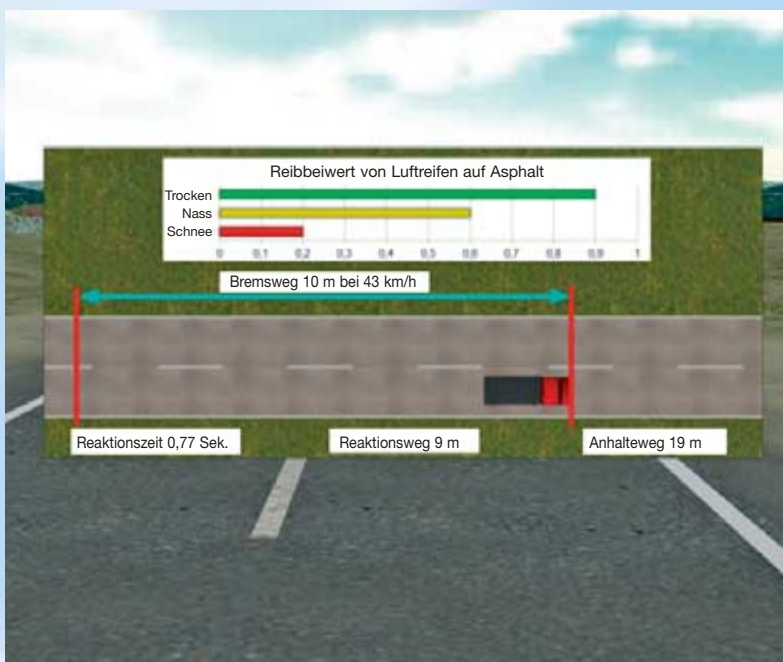 Reibbeiwert von Luftreifen auf Asphalt
Trocken
Nass
Schnee
0 0,1 0,2 0,3 0,4 0,5 0,6 0,7 0,8 0,9 1
Bremsweg 10 m bei 43 km/h
Reaktionszeit 0,77 Sek.
Reaktionsweg 9 m
Anhalteweg 19 m